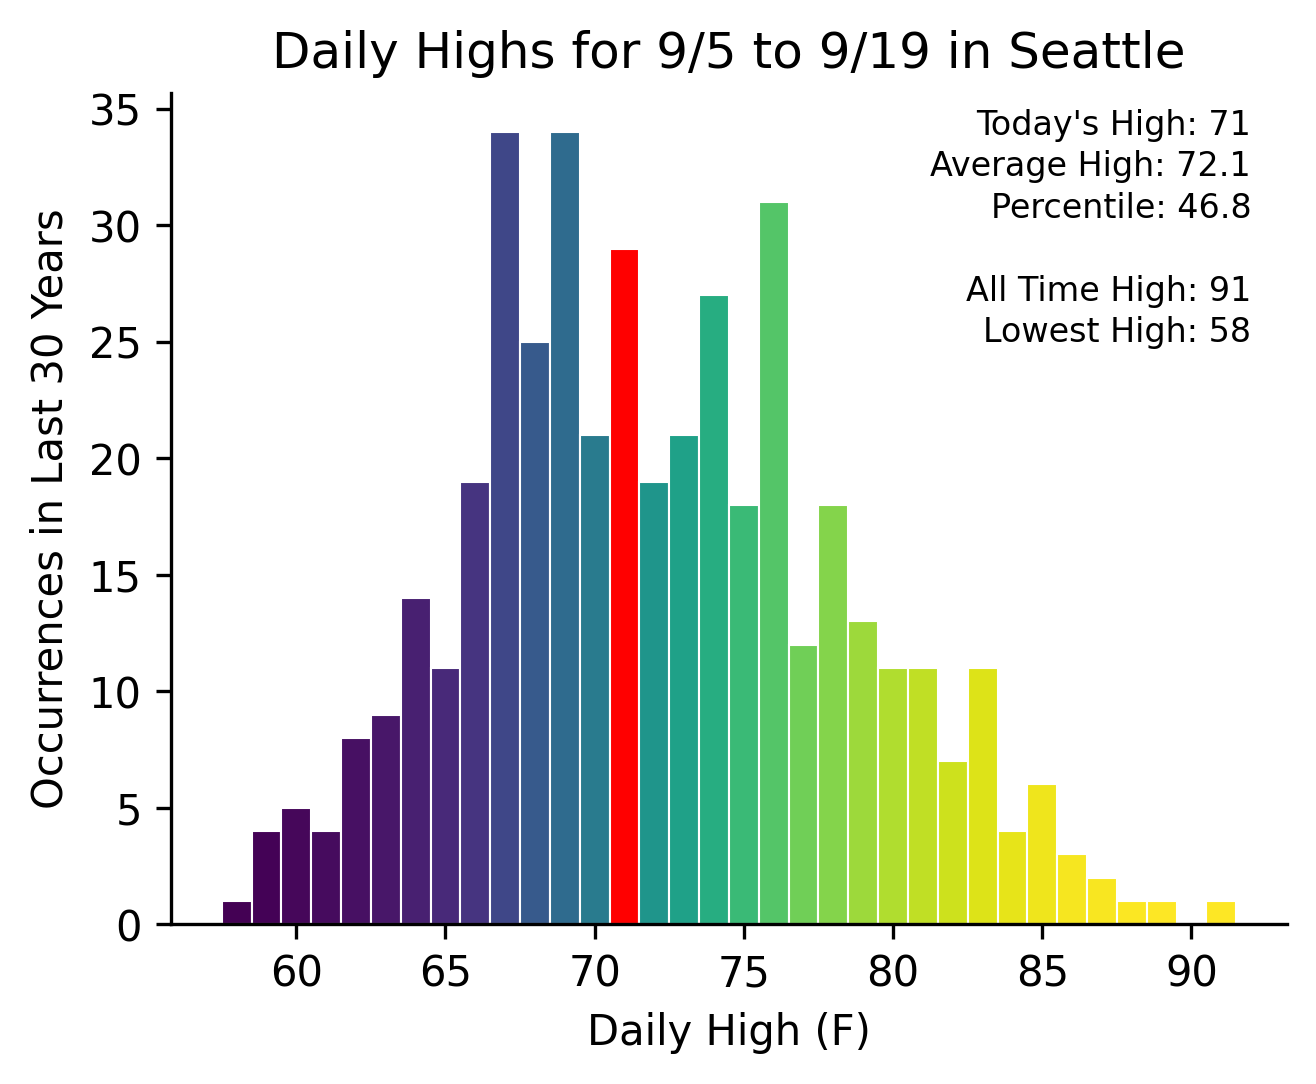 Daily Highs for 9/5 to 9/19 in Seattle
Today's High: 71
Average High: 72.1
Percentile: 46.8
All Time High: 91
Lowest High: 58
Occurrences in Last 30 Years
35
30
25
20
15
10
5
0
60 65 70 75 80 85 90
Daily High (F)